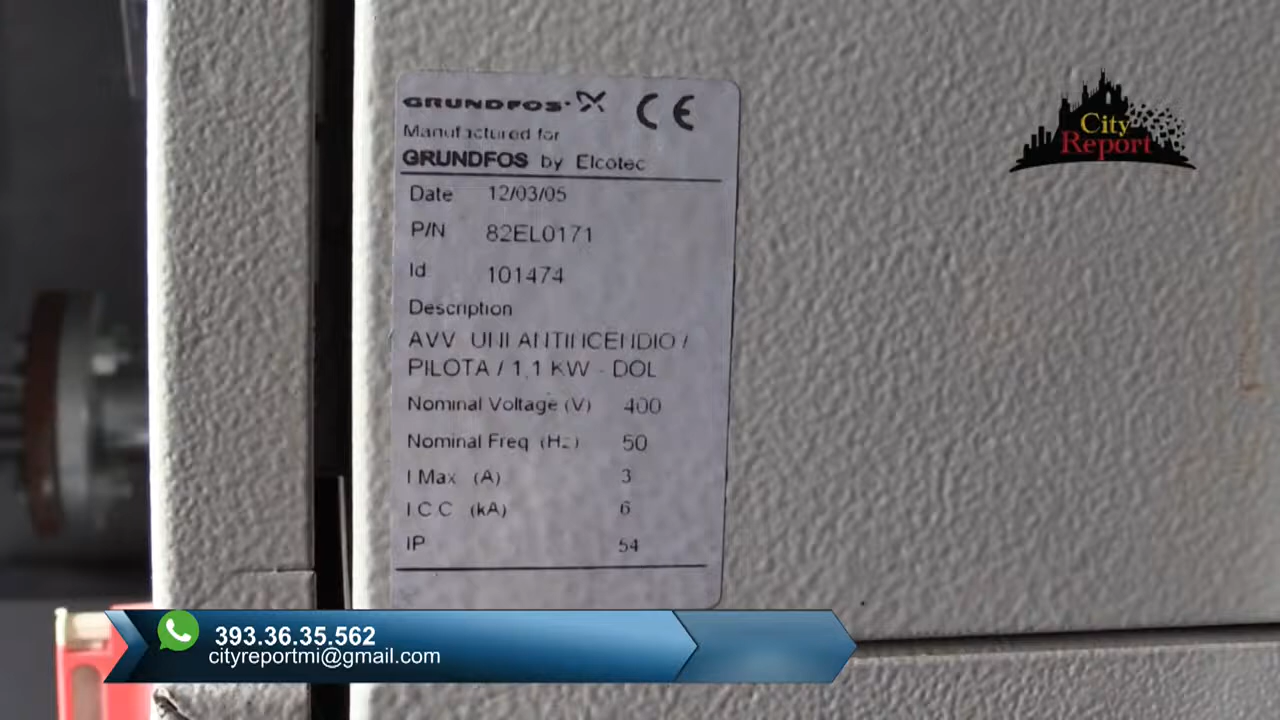 GRUNDFOS
CE
Manufactured for
GRUNDFOS by Elcotec
Date 12/03/05
P/N 82EL0171
Id 101474
Description
AVV UNI ANTINCENDIO /
PILOTA / 1,1 KW - DOL
Nominal Voltage (V) 400
Nominal Freq (Hz) 50
I Max (A) 3
I C C (kA) 6
IP 54
City
Report
393.36.35.562
cityreportmi@gmail.com